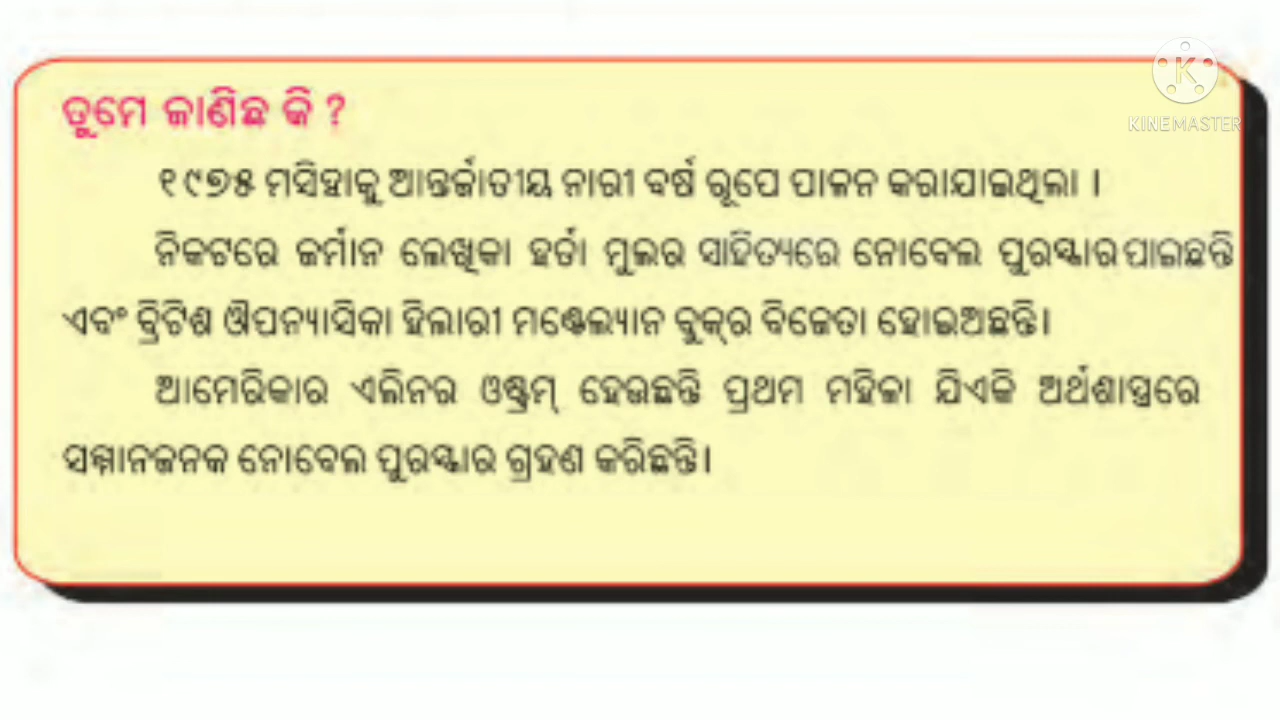 ତୁମେ ଜାଣିଛ କି ?
KINEMASTER
୧୯୭୫ ମସିହାକୁ ଆନ୍ତର୍ଜାତୀୟ ନାରୀ ବର୍ଷ ରୂପେ ପାଳନ କରାଯାଇଥିଲା ।
ନିକଟରେ ଜର୍ମାନ ଲେଖିକା ହର୍ତା ମୁଲର ସାହିତ୍ୟରେ ନୋବେଲ ପୁରସ୍କାର ପାଇଛନ୍ତି
ଏବଂ ବ୍ରିଟିଶ ଔପନ୍ୟାସିକା ହିଲାରୀ ମଣ୍ଟେଲ୍ୟାନ ବୁକ୍‌ର ବିଜେତା ହୋଇଅଛନ୍ତି।
ଆମେରିକାର ଏଲିନର ଓଷ୍ଟ୍ରମ୍ ହେଉଛନ୍ତି ପ୍ରଥମ ମହିଳା ଯିଏକି ଅର୍ଥଶାସ୍ତ୍ରରେ
ସମ୍ମାନଜନକ ନୋବେଲ ପୁରସ୍କାର ଗ୍ରହଣ କରିଛନ୍ତି।